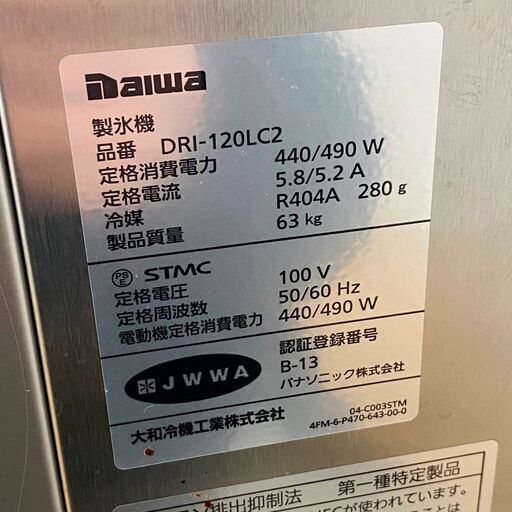 Daiwa
製氷機
品番 DRI-120LC2
定格消費電力 440/490 W
定格電流 5.8/5.2 A
冷媒 R404A 280 g
製品質量 63 kg
PSE STMC
定格電圧 100 V
定格周波数 50/60 Hz
電動機定格消費電力 440/490 W
JWWA
認証登録番号
B-13
パナソニック株式会社
大和冷機工業株式会社
04-C003STM
4FM-6-P470-643-00-0
排出抑制法 第一種特定製品
FCが使われています。
ることは